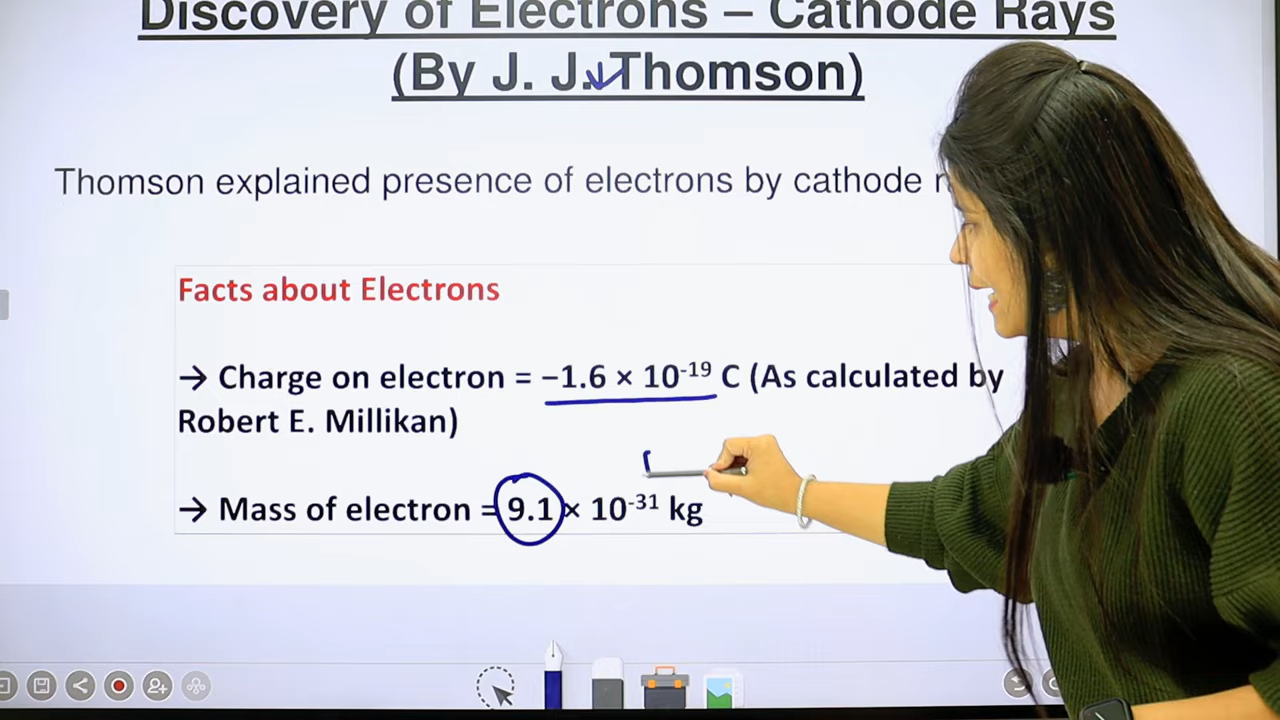 Discovery of Electrons – Cathode Rays
(By J. J. Thomson)
Thomson explained presence of electrons by cathode
Facts about Electrons
→ Charge on electron = −1.6 × 10⁻¹⁹ C (As calculated by
Robert E. Millikan)
→ Mass of electron = 9.1 × 10⁻³¹ kg